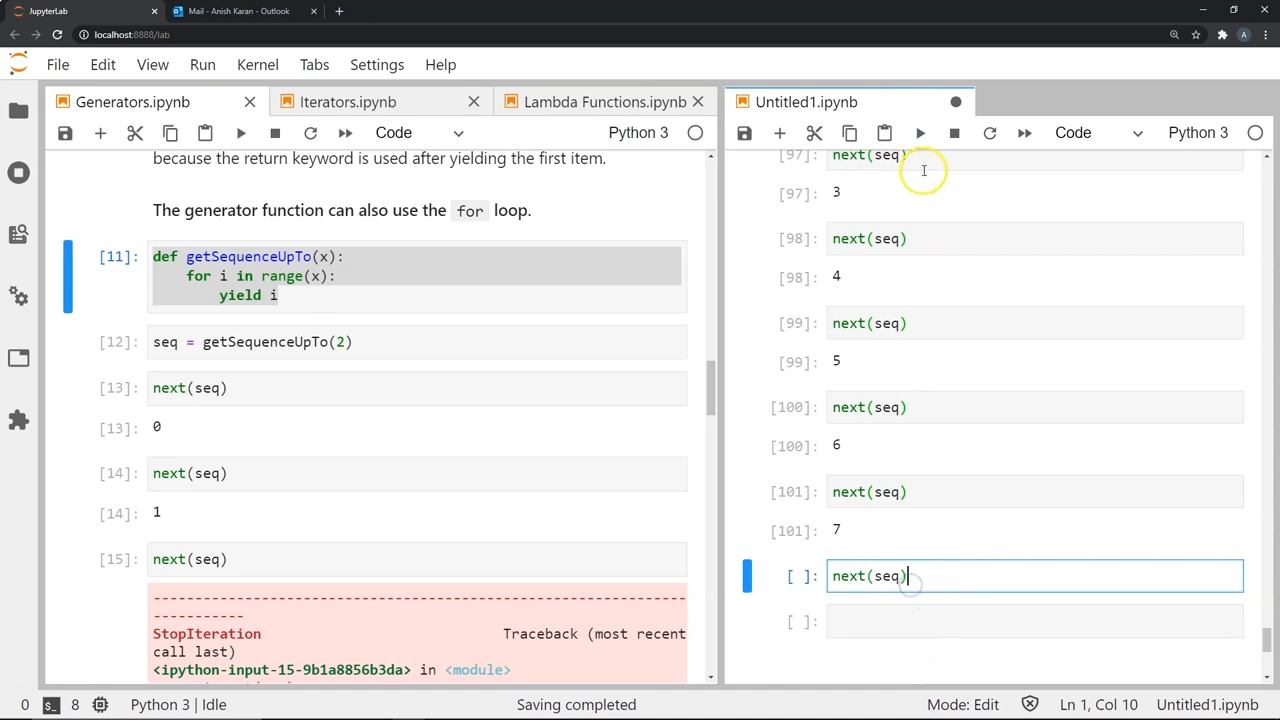 JupyterLab
Mail - Anish Karan - Outlook
localhost:8888/lab
A
File Edit View Run Kernel Tabs Settings Help
Generators.ipynb
Iterators.ipynb
Lambda Functions.ipynb
Code
Python 3
because the return keyword is used after yielding the first item.
The generator function can also use the for loop.
[11]: def getSequenceUpTo(x):
for i in range(x):
yield i
[12]: seq = getSequenceUpTo(2)
[13]: next(seq)
[13]: 0
[14]: next(seq)
[14]: 1
[15]: next(seq)
---------------------------------------------------------------
-----------
StopIteration Traceback (most recent
call last)
<ipython-input-15-9b1a8856b3da> in <module>
Untitled1.ipynb
Code
Python 3
[97]: next(seq)
[97]: 3
[98]: next(seq)
[98]: 4
[99]: next(seq)
[99]: 5
[100]: next(seq)
[100]: 6
[101]: next(seq)
[101]: 7
[ ]: next(seq)
[ ]:
0 8 Python 3 | Idle Saving completed Mode: Edit Ln 1, Col 10 Untitled1.ipynb